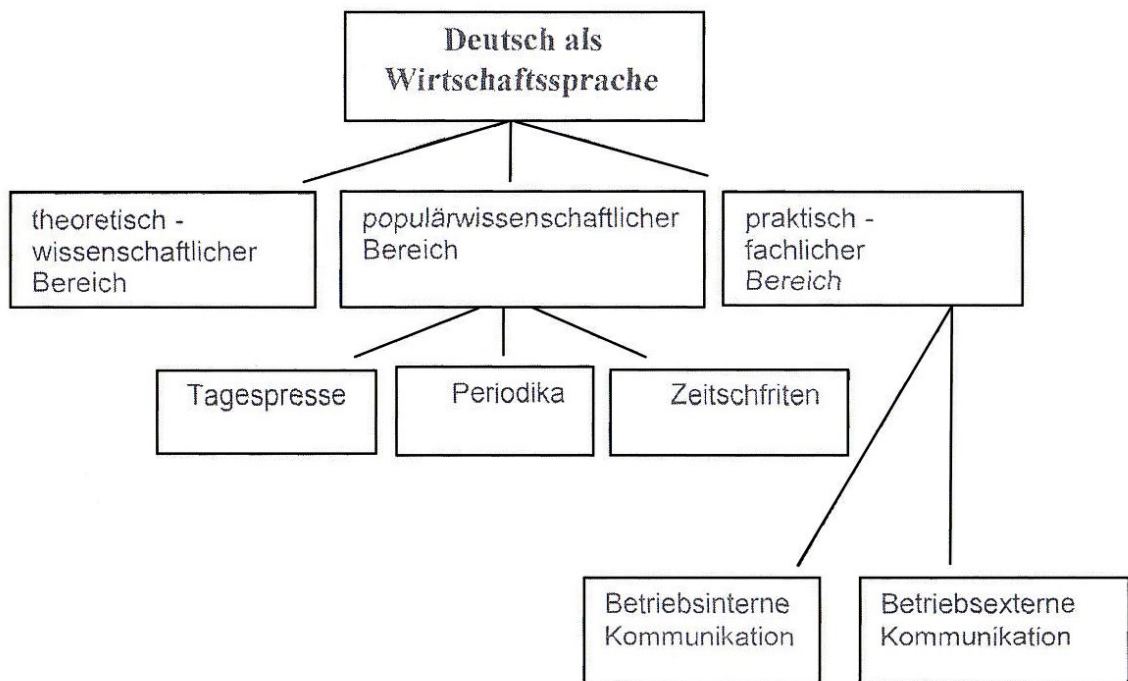 Deutsch als
Wirtschaftssprache
theoretisch -
wissenschaftlicher
Bereich
populärwissenschaftlicher
Bereich
praktisch -
fachlicher
Bereich
Tagespresse
Periodika
Zeitschfriten
Betriebsinterne
Kommunikation
Betriebsexterne
Kommunikation